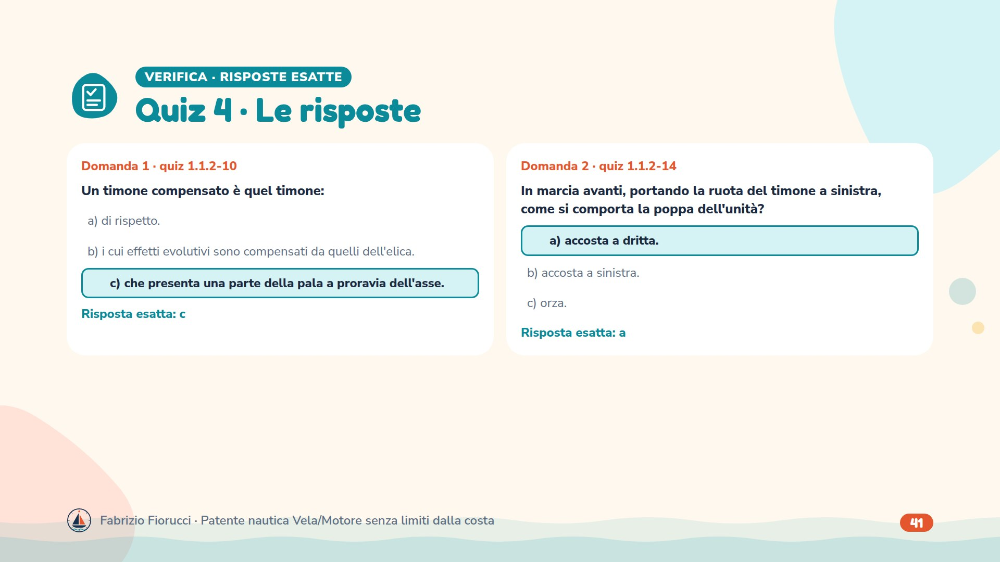 VERIFICA · RISPOSTE ESATTE
Quiz 4 · Le risposte
Domanda 1 · quiz 1.1.2-10
Un timone compensato è quel timone:
a) di rispetto.
b) i cui effetti evolutivi sono compensati da quelli dell'elica.
c) che presenta una parte della pala a proravia dell'asse.
Risposta esatta: c
Domanda 2 · quiz 1.1.2-14
In marcia avanti, portando la ruota del timone a sinistra,
come si comporta la poppa dell'unità?
a) accosta a dritta.
b) accosta a sinistra.
c) orza.
Risposta esatta: a
Fabrizio Fiorucci · Patente nautica Vela/Motore senza limiti dalla costa
41